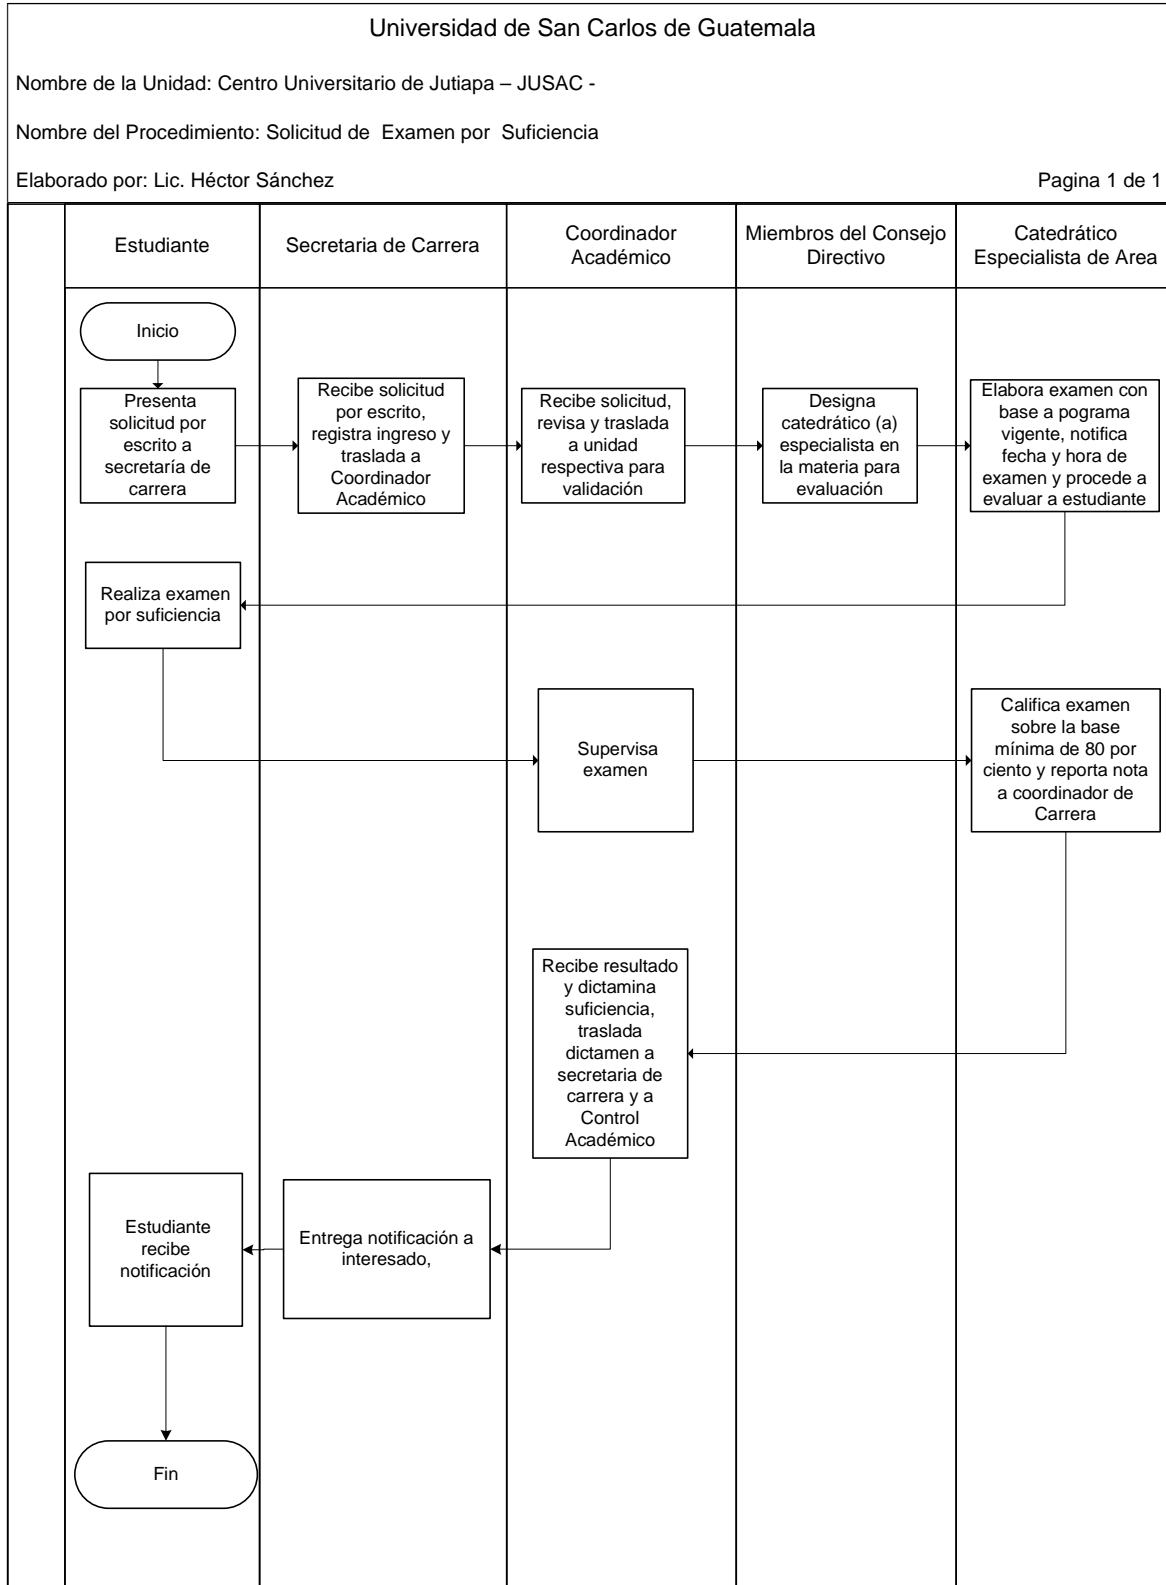 Universidad de San Carlos de Guatemala
Nombre de la Unidad: Centro Universitario de Jutiapa – JUSAC -
Nombre del Procedimiento: Solicitud de Examen por Suficiencia
Elaborado por: Lic. Héctor Sánchez
Pagina 1 de 1
Estudiante
Secretaria de Carrera
Coordinador
Académico
Miembros del Consejo
Directivo
Catedrático
Especialista de Area
Inicio
Presenta
solicitud por
escrito a
secretaría de
carrera
Recibe solicitud
por escrito,
registra ingreso y
traslada a
Coordinador
Académico
Recibe solicitud,
revisa y traslada
a unidad
respectiva para
validación
Designa
catedrático (a)
especialista en
la materia para
evaluación
Elabora examen con
base a pograma
vigente, notifica
fecha y hora de
examen y procede a
evaluar a estudiante
Realiza examen
por suficiencia
Supervisa
examen
Califica examen
sobre la base
mínima de 80 por
ciento y reporta nota
a coordinador de
Carrera
Recibe resultado
y dictamina
suficiencia,
traslada
dictamen a
secretaria de
carrera y a
Control
Académico
Entrega notificación a
interesado,
Estudiante
recibe
notificación
Fin